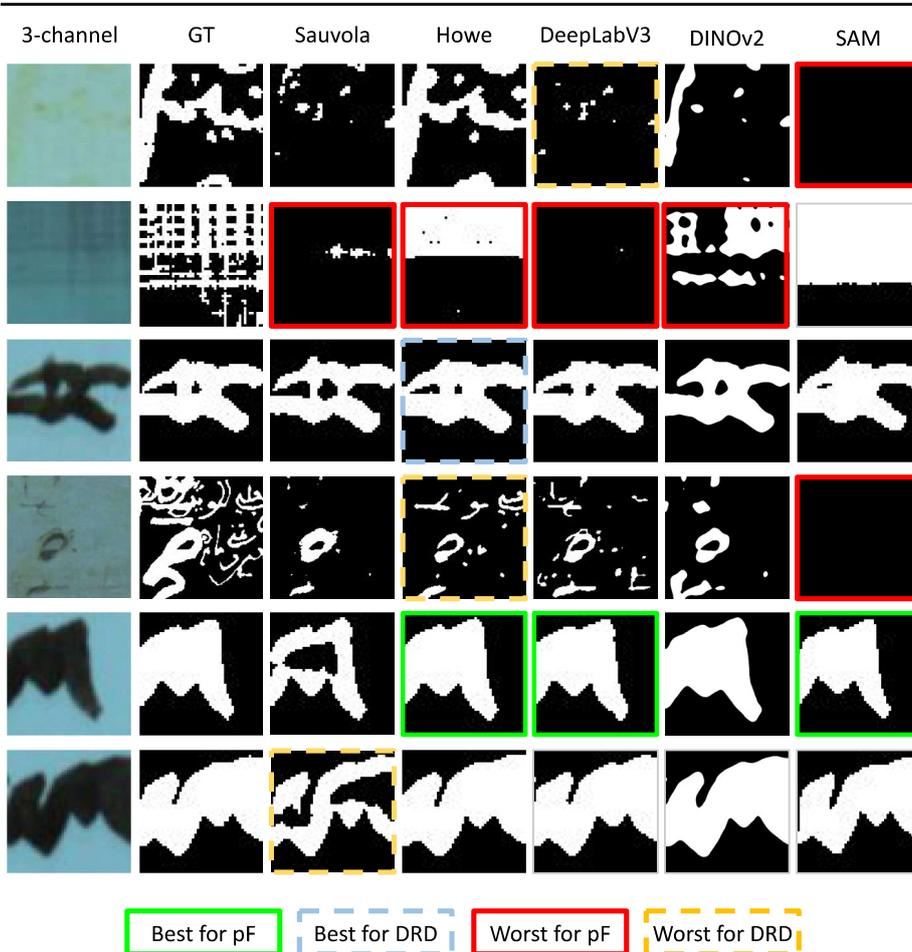 3-channel GT Sauvola Howe DeepLabV3 DINOv2 SAM
Best for pF Best for DRD Worst for pF Worst for DRD